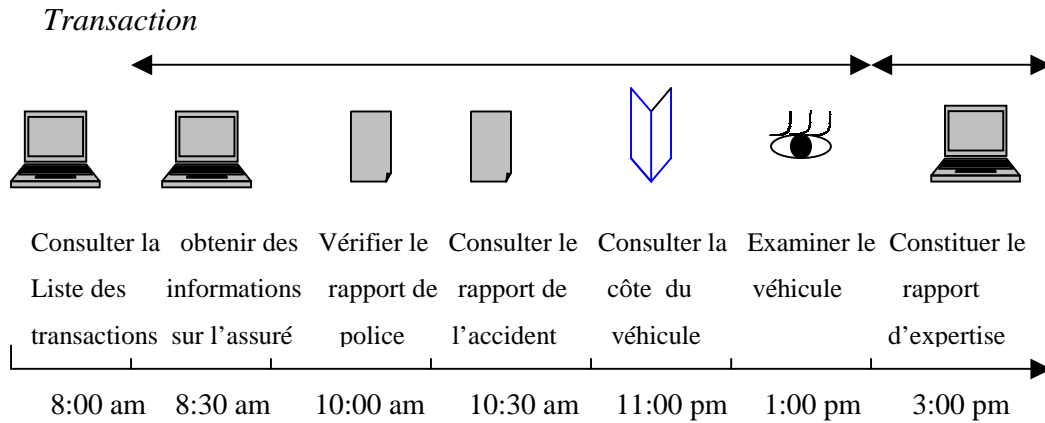 Transaction
Consulter la obtenir des Vérifier le Consulter le Consulter la Examiner le Constituer le
Liste des informations rapport de rapport de côte du véhicule rapport
transactions sur l’assuré police l’accident véhicule d’expertise
8:00 am 8:30 am 10:00 am 10:30 am 11:00 pm 1:00 pm 3:00 pm